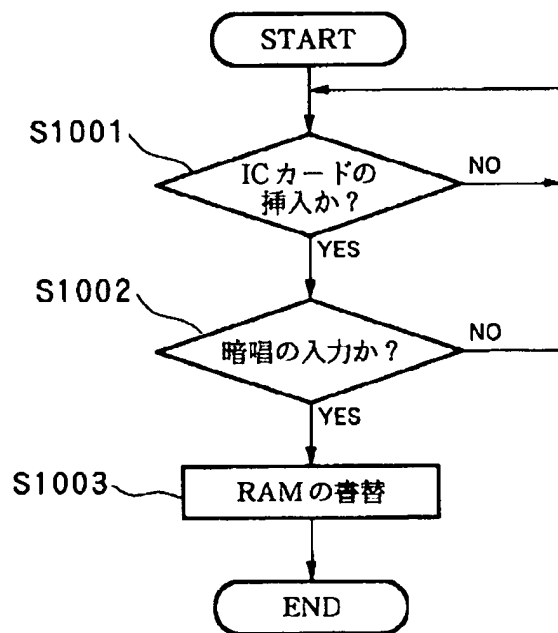 START
S1001
ICカードの
挿入か?
NO
YES
S1002
暗唱の入力か?
NO
YES
S1003
RAMの書替
END